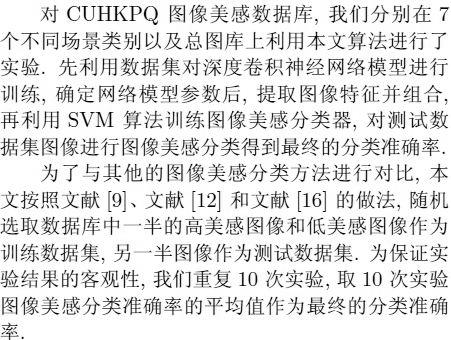 对 CUHKPQ 图像美感数据库, 我们分别在 7
个不同场景类别以及总图库上利用本文算法进行了
实验. 先利用数据集对深度卷积神经网络模型进行
训练, 确定网络模型参数后, 提取图像特征并组合,
再利用 SVM 算法训练图像美感分类器, 对测试数
据集图像进行图像美感分类得到最终的分类准确率.
为了与其他的图像美感分类方法进行对比, 本
文按照文献 [9]、文献 [12] 和文献 [16] 的做法, 随机
选取数据库中一半的高美感图像和低美感图像作为
训练数据集, 另一半图像作为测试数据集. 为保证实
验结果的客观性, 我们重复 10 次实验, 取 10 次实验
图像美感分类准确率的平均值作为最终的分类准确
率.